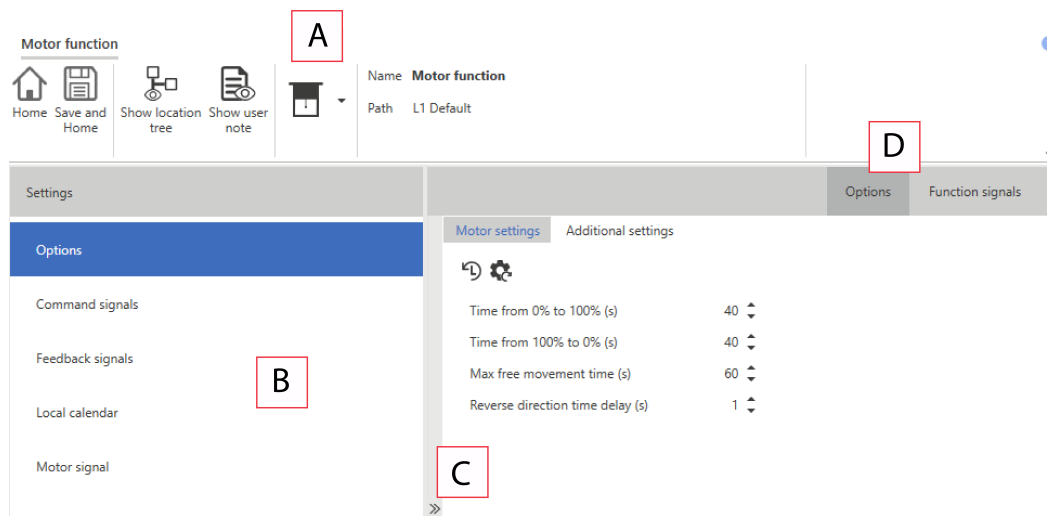 A
Motor function
Home
Save and
Home
Show location
tree
Show user
note
Name Motor function
Path L1 Default
D
Settings
Options Function signals
Options
Command signals
Feedback signals
Local calendar
Motor signal
B
Motor settings Additional settings
Time from 0% to 100% (s) 40
Time from 100% to 0% (s) 40
Max free movement time (s) 60
Reverse direction time delay (s) 1
C